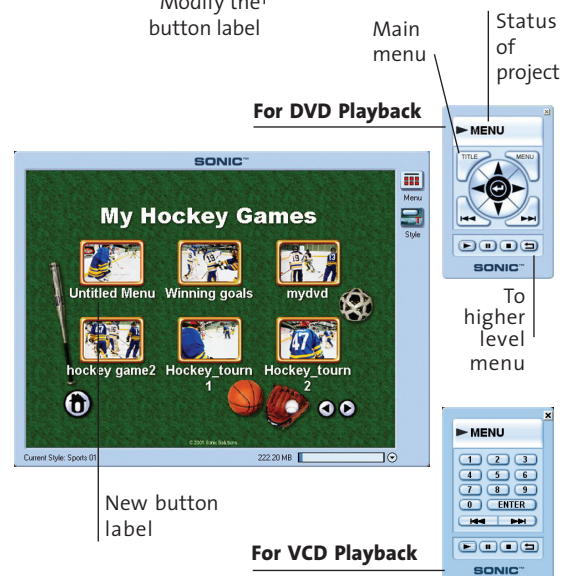 Modify the
button label
Main
menu
Status
of
project
For DVD Playback
MENU
TITLE
MENU
SONIC™
SONIC™
Menu
Style
My Hockey Games
Untitled Menu
Winning goals
mydvd
hockey game2
Hockey_tourn
1
Hockey_tourn
2
© 2001 Sonic Solutions
Current Style: Sports 01
222.20 MB
To
higher
level
menu
New button
label
For VCD Playback
MENU
1 2 3
4 5 6
7 8 9
0 ENTER
SONIC™